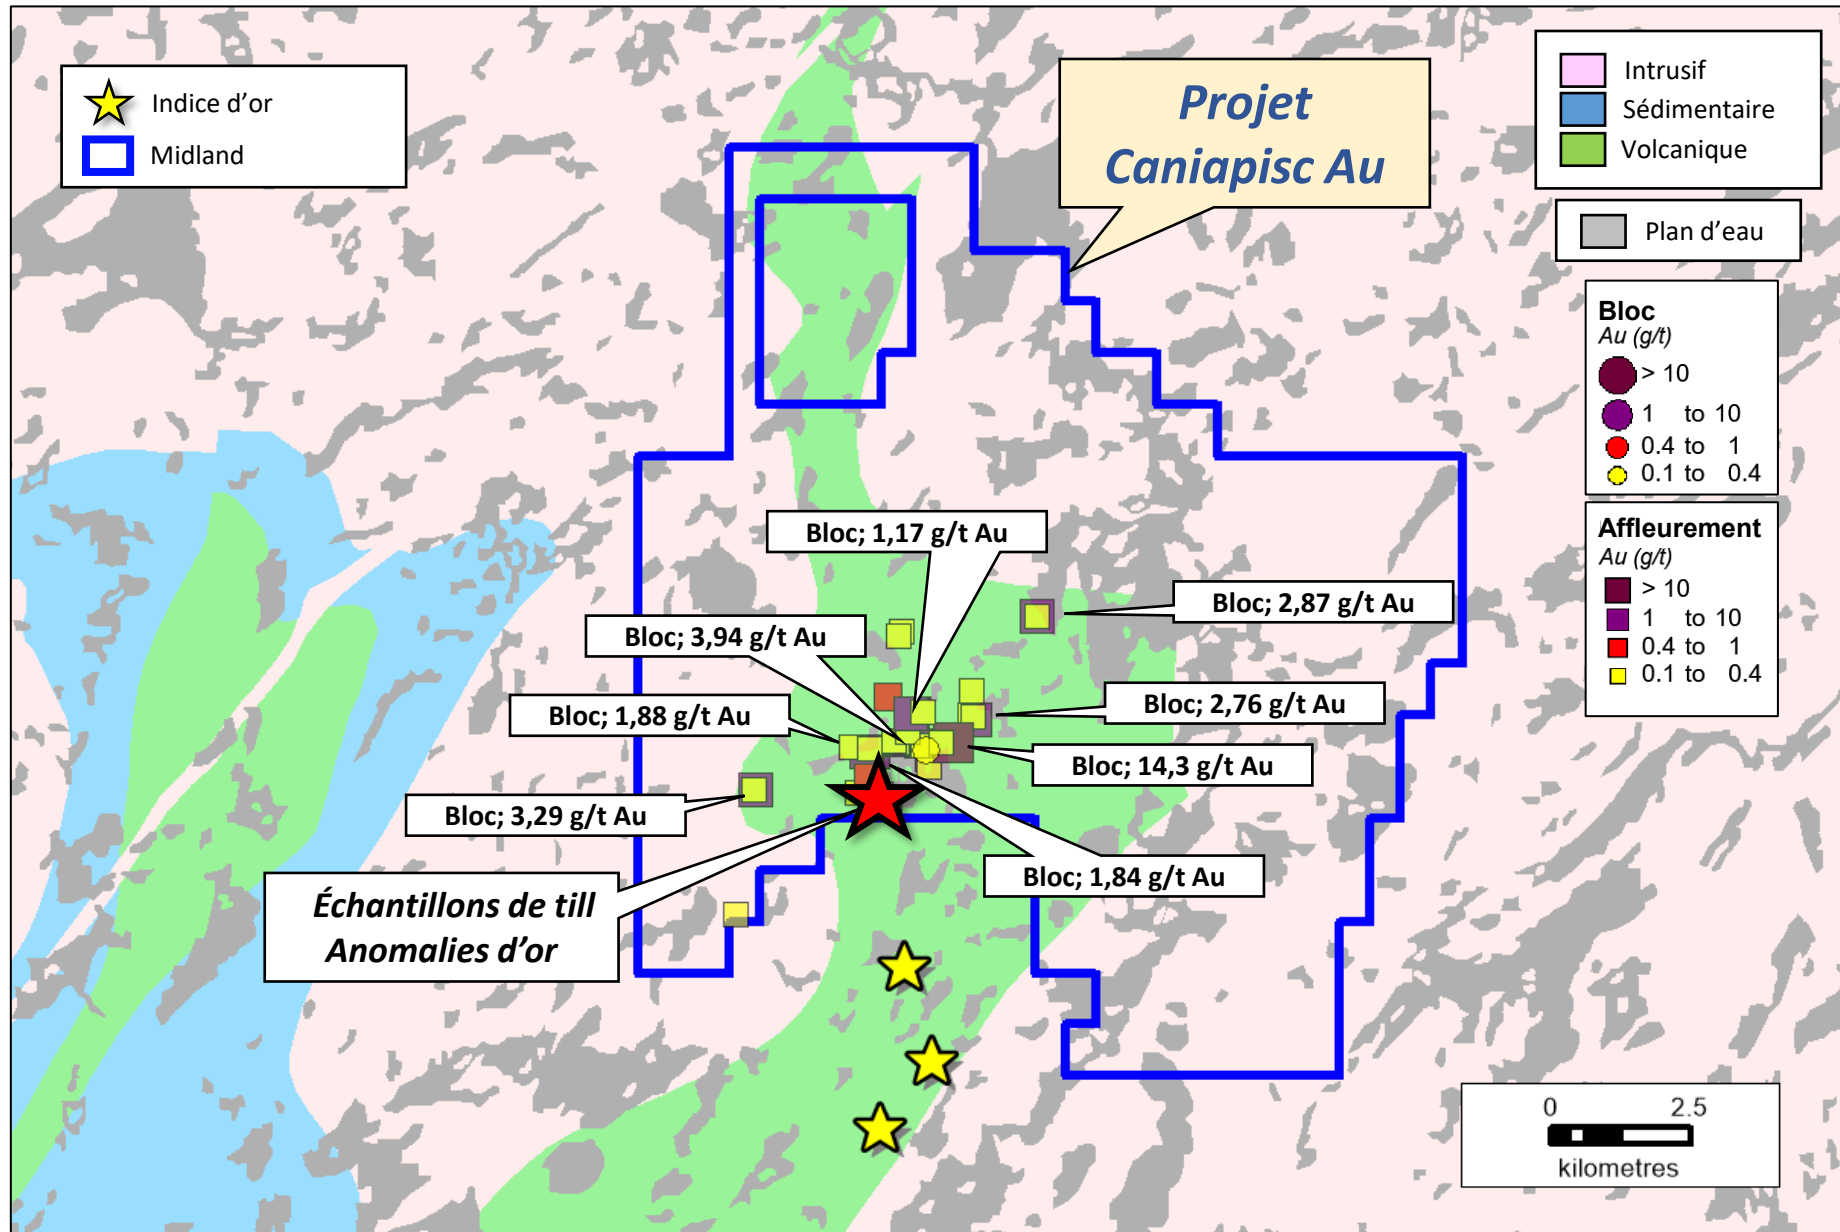 Indice d’or
Midland
Projet
Caniapisc Au
Intrusif
Sédimentaire
Volcanique
Plan d’eau
Bloc
Au (g/t)
> 10
1 to 10
0.4 to 1
0.1 to 0.4
Affleurement
Au (g/t)
> 10
1 to 10
0.4 to 1
0.1 to 0.4
Bloc; 1,17 g/t Au
Bloc; 2,87 g/t Au
Bloc; 3,94 g/t Au
Bloc; 1,88 g/t Au
Bloc; 2,76 g/t Au
Bloc; 14,3 g/t Au
Bloc; 3,29 g/t Au
Bloc; 1,84 g/t Au
Échantillons de till
Anomalies d’or
0 2.5
kilometres